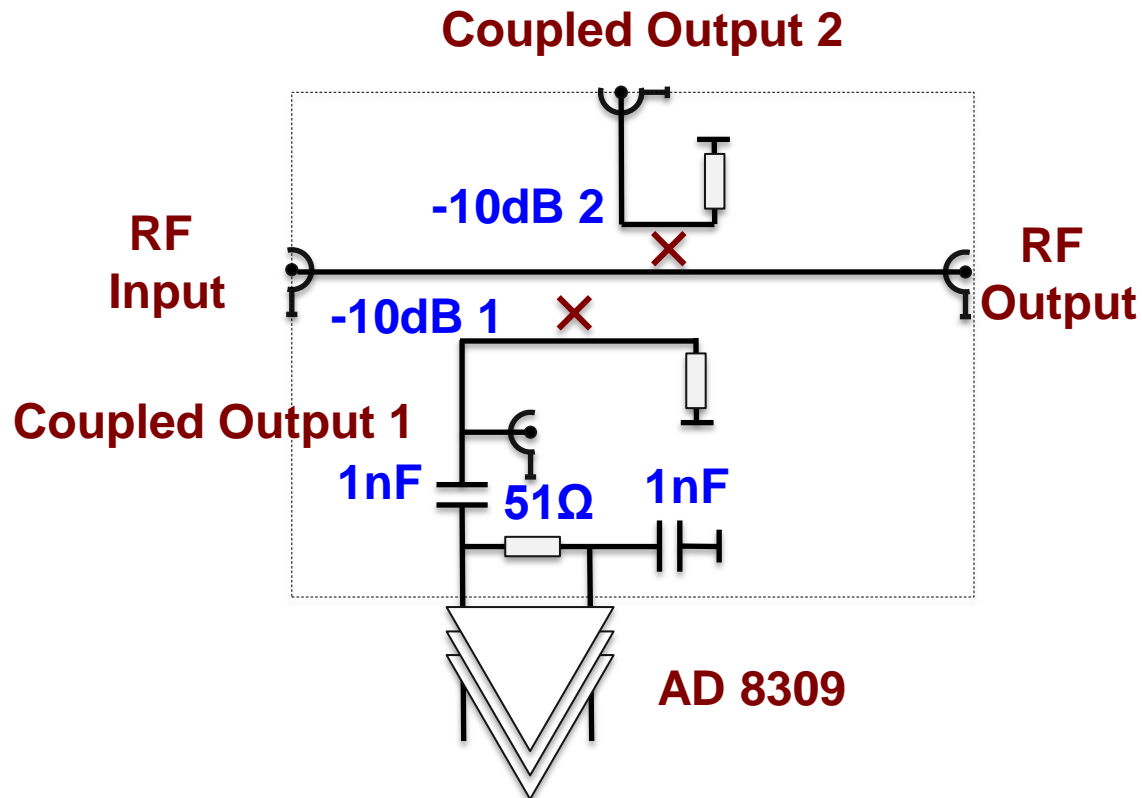 Coupled Output 2
-10dB 2
RF
Input
RF
Output
-10dB 1
Coupled Output 1
1nF
51Ω
1nF
AD 8309